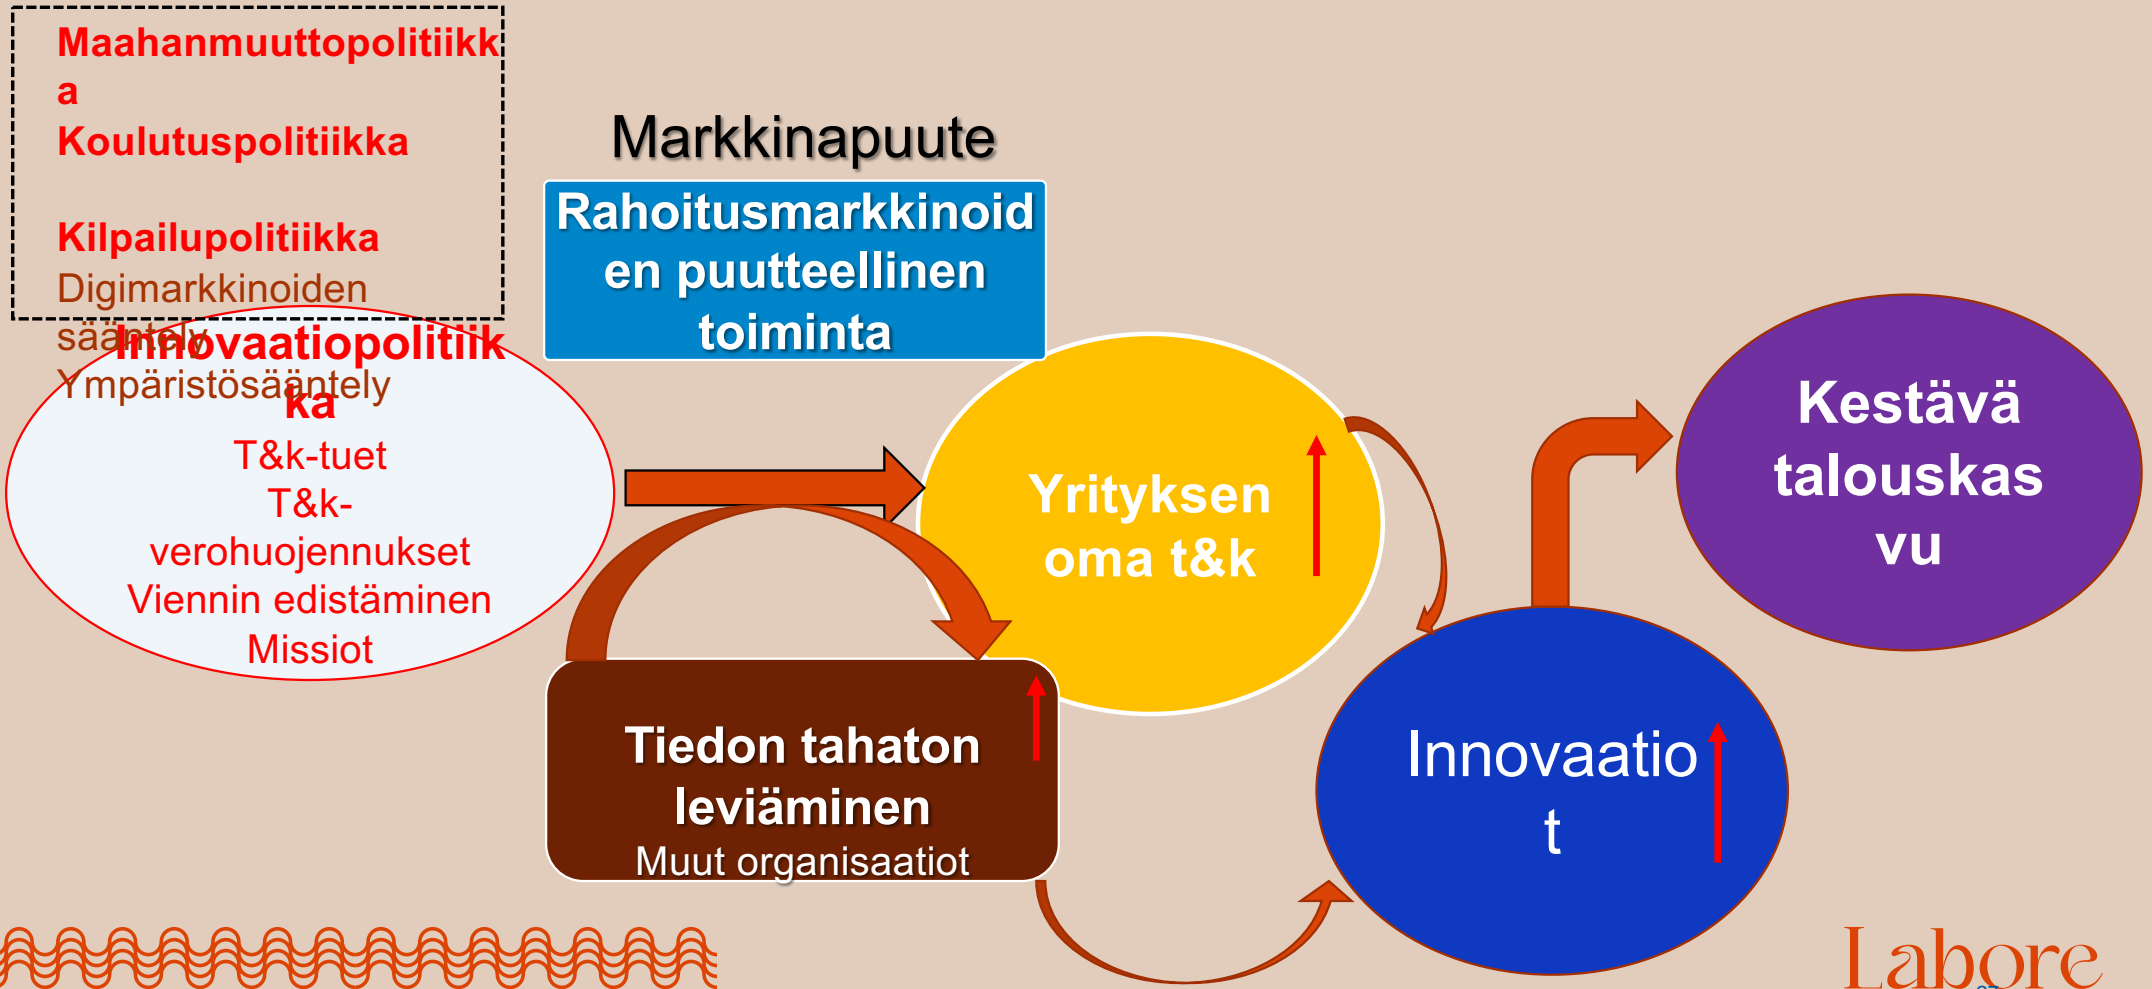 Maahanmuuttopolitiikk
a
Koulutuspolitiikka
Kilpailupolitiikka
Digimarkkinoiden
sääntely
Ympäristösääntely
Innovaatiopolitiik
ka
T&k-tuet
T&k-
verohuojennukset
Viennin edistäminen
Missiot
Markkinapuute
Rahoitusmarkkinoid
en puutteellinen
toiminta
Yrityksen
oma t&k
Tiedon tahaton
leviäminen
Muut organisaatiot
Innovaatio
t
Kestävä
talouskas
vu
Labore